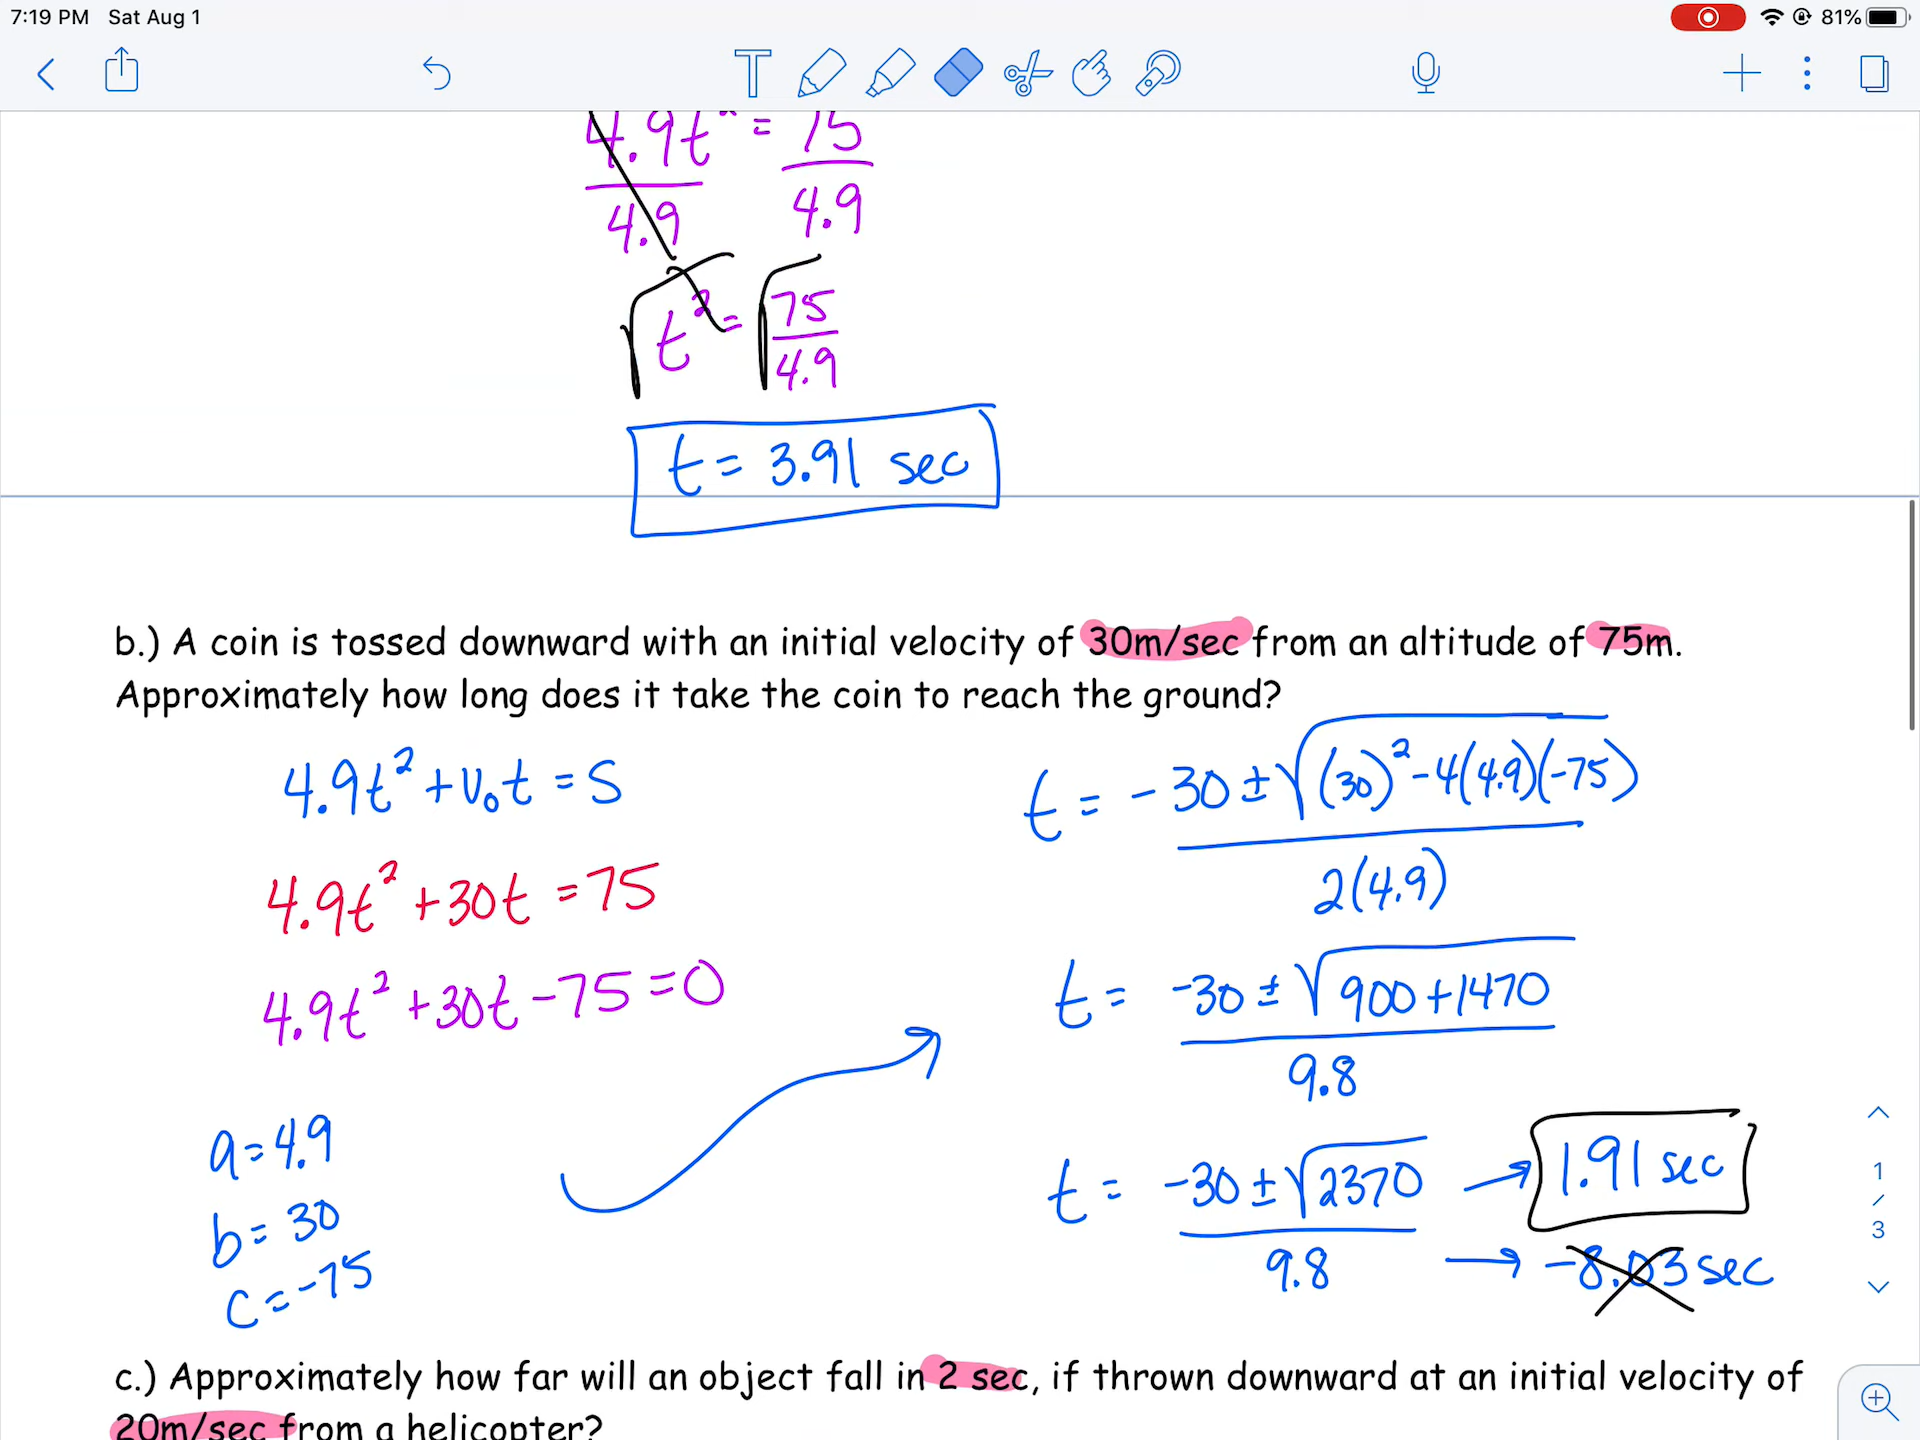 7:19 PM Sat Aug 1 81%
T
4.9t² = 75
4.9 4.9
√t² = √75/4.9
t = 3.91 sec
b.) A coin is tossed downward with an initial velocity of 30m/sec from an altitude of 75m.
Approximately how long does it take the coin to reach the ground?
4.9t² + v₀t = S
4.9t² + 30t = 75
4.9t² + 30t - 75 = 0
a = 4.9
b = 30
c = -75
t = -30 ± √(30)² - 4(4.9)(-75)
2(4.9)
t = -30 ± √900 + 1470
9.8
t = -30 ± √2370 → 1.91 sec
9.8 → -8.03 sec
1
/
3
c.) Approximately how far will an object fall in 2 sec, if thrown downward at an initial velocity of
20m/sec from a helicopter?